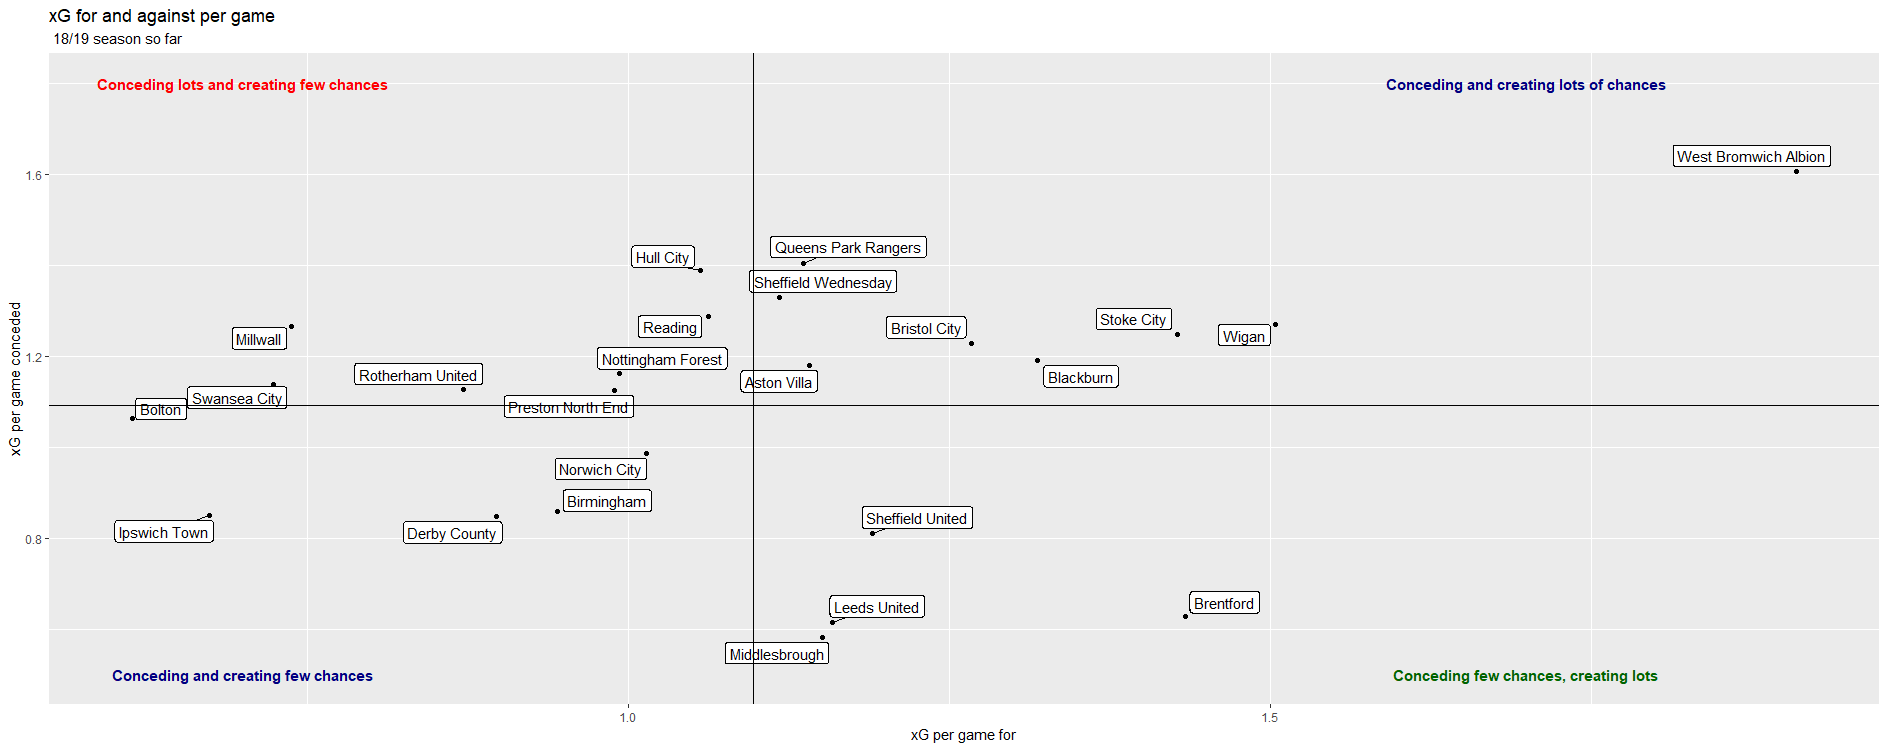 xG for and against per game
18/19 season so far
Conceding lots and creating few chances
Conceding and creating lots of chances
West Bromwich Albion
1.6
Queens Park Rangers
Hull City
Sheffield Wednesday
Stoke City
Reading
Bristol City
Wigan
Millwall
1.2
Nottingham Forest
Rotherham United
Aston Villa
Blackburn
Swansea City
Bolton
Preston North End
xG per game conceded
Norwich City
Birmingham
Sheffield United
Ipswich Town
Derby County
0.8
Brentford
Leeds United
Middlesbrough
Conceding and creating few chances
Conceding few chances, creating lots
1.0
1.5
xG per game for